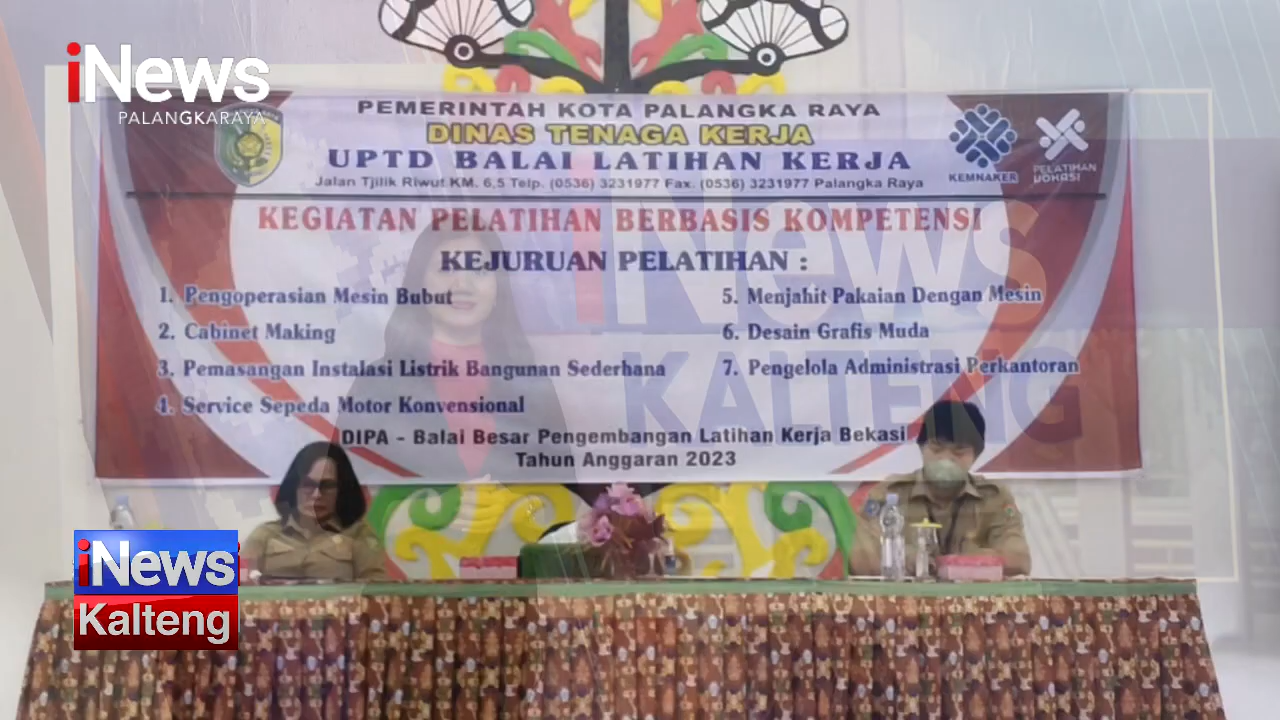 iNews
PALANGKARAYA
PEMERINTAH KOTA PALANGKA RAYA
DINAS TENAGA KERJA
UPTD BALAI LATIHAN KERJA
Jalan Tjilik Riwut KM. 6,5 Telp. (0536) 3231977 Fax. (0536) 3231977 Palangka Raya
KEMNAKER
PELATIHAN
VOKASI
KEGIATAN PELATIHAN BERBASIS KOMPETENSI
KEJURUAN PELATIHAN :
1. Pengoperasian Mesin Bubut
2. Cabinet Making
3. Pemasangan Instalasi Listrik Bangunan Sederhana
4. Service Sepeda Motor Konvensional
5. Menjahit Pakaian Dengan Mesin
6. Desain Grafis Muda
7. Pengelola Administrasi Perkantoran
DIPA - Balai Besar Pengembangan Latihan Kerja Bekasi
Tahun Anggaran 2023
iNews
KALTENG
iNews
Kalteng